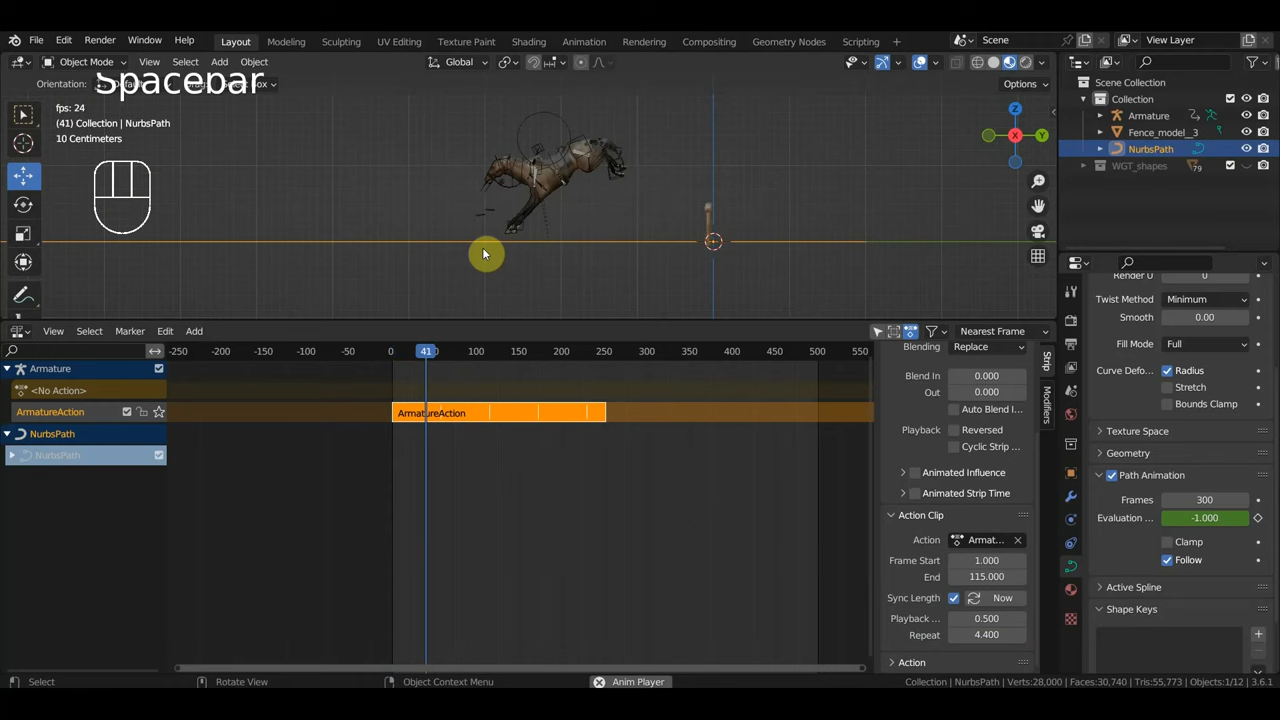 File Edit Render Window Help Layout Modeling Sculpting UV Editing Texture Paint Shading Animation Rendering Compositing Geometry Nodes Scripting + Scene View Layer
Object Mode View Select Add Object Global
Spacebar
Orientation: Options
fps: 24
(41) Collection | NurbsPath
10 Centimeters
Z
X
Y
Scene Collection
Collection
Armature
Fence_model__3
NurbsPath
WGT_shapes 79
Render U 0
Twist Method Minimum
Smooth 0.00
Fill Mode Full
Curve Defo... Radius
Stretch
Bounds Clamp
Texture Space
Geometry
Path Animation
Frames 300
Evaluation ... -1.000
Clamp
Follow
Active Spline
Shape Keys
View Select Marker Edit Add Nearest Frame
-250 -200 -150 -100 -50 0 41 100 150 200 250 300 350 400 450 500 550
Armature
<No Action>
ArmatureAction
ArmatureAction
NurbsPath
NurbsPath
Blending Replace
Blend In 0.000
Out 0.000
Auto Blend I...
Playback Reversed
Cyclic Strip ...
Animated Influence
Animated Strip Time
Action Clip
Action Armat...
Frame Start 1.000
End 115.000
Sync Length Now
Playback ... 0.500
Repeat 4.400
Action
Strip
Modifiers
Select Rotate View Object Context Menu Anim Player Collection | NurbsPath | Verts:28,000 | Faces:30,740 | Tris:55,773 | Objects:1/12 | 3.6.1